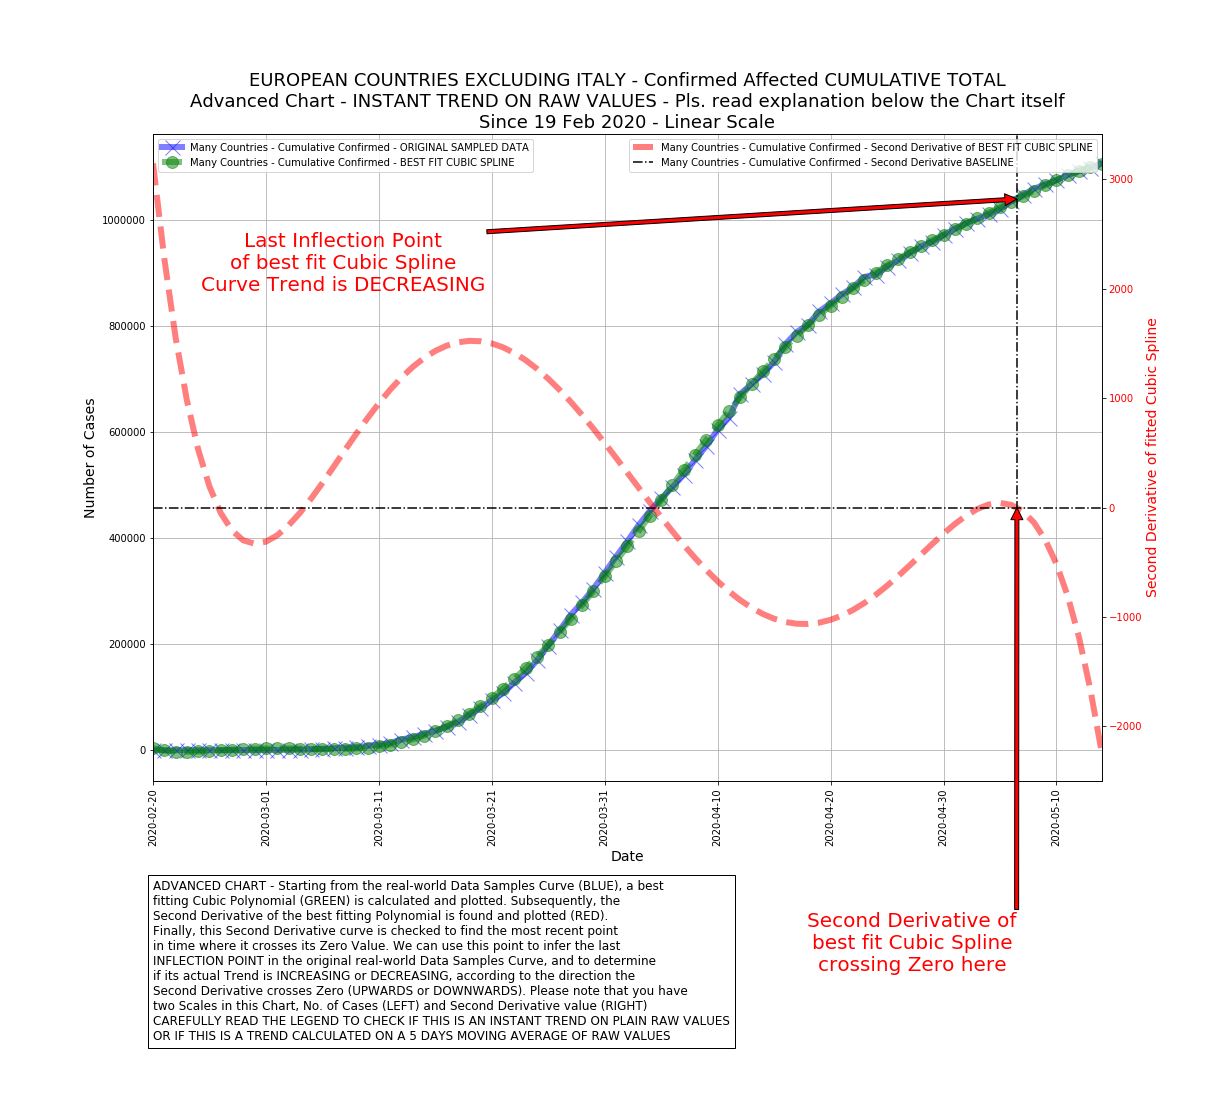 EUROPEAN COUNTRIES EXCLUDING ITALY - Confirmed Affected CUMULATIVE TOTAL
Advanced Chart - INSTANT TREND ON RAW VALUES - Pls. read explanation below the Chart itself
Since 19 Feb 2020 - Linear Scale
Many Countries - Cumulative Confirmed - ORIGINAL SAMPLED DATA
Many Countries - Cumulative Confirmed - BEST FIT CUBIC SPLINE
Many Countries - Cumulative Confirmed - Second Derivative of BEST FIT CUBIC SPLINE
Many Countries - Cumulative Confirmed - Second Derivative BASELINE
Last Inflection Point
of best fit Cubic Spline
Curve Trend is DECREASING
Number of Cases
1000000
800000
600000
400000
200000
0
3000
2000
1000
0
−1000
−2000
Second Derivative of fitted Cubic Spline
2020-02-20
2020-03-01
2020-03-11
2020-03-21
2020-03-31
2020-04-10
2020-04-20
2020-04-30
2020-05-10
Date
Second Derivative of
best fit Cubic Spline
crossing Zero here
ADVANCED CHART - Starting from the real-world Data Samples Curve (BLUE), a best
fitting Cubic Polynomial (GREEN) is calculated and plotted. Subsequently, the
Second Derivative of the best fitting Polynomial is found and plotted (RED).
Finally, this Second Derivative curve is checked to find the most recent point
in time where it crosses its Zero Value. We can use this point to infer the last
INFLECTION POINT in the original real-world Data Samples Curve, and to determine
if its actual Trend is INCREASING or DECREASING, according to the direction the
Second Derivative crosses Zero (UPWARDS or DOWNWARDS). Please note that you have
two Scales in this Chart, No. of Cases (LEFT) and Second Derivative value (RIGHT)
CAREFULLY READ THE LEGEND TO CHECK IF THIS IS AN INSTANT TREND ON PLAIN RAW VALUES
OR IF THIS IS A TREND CALCULATED ON A 5 DAYS MOVING AVERAGE OF RAW VALUES